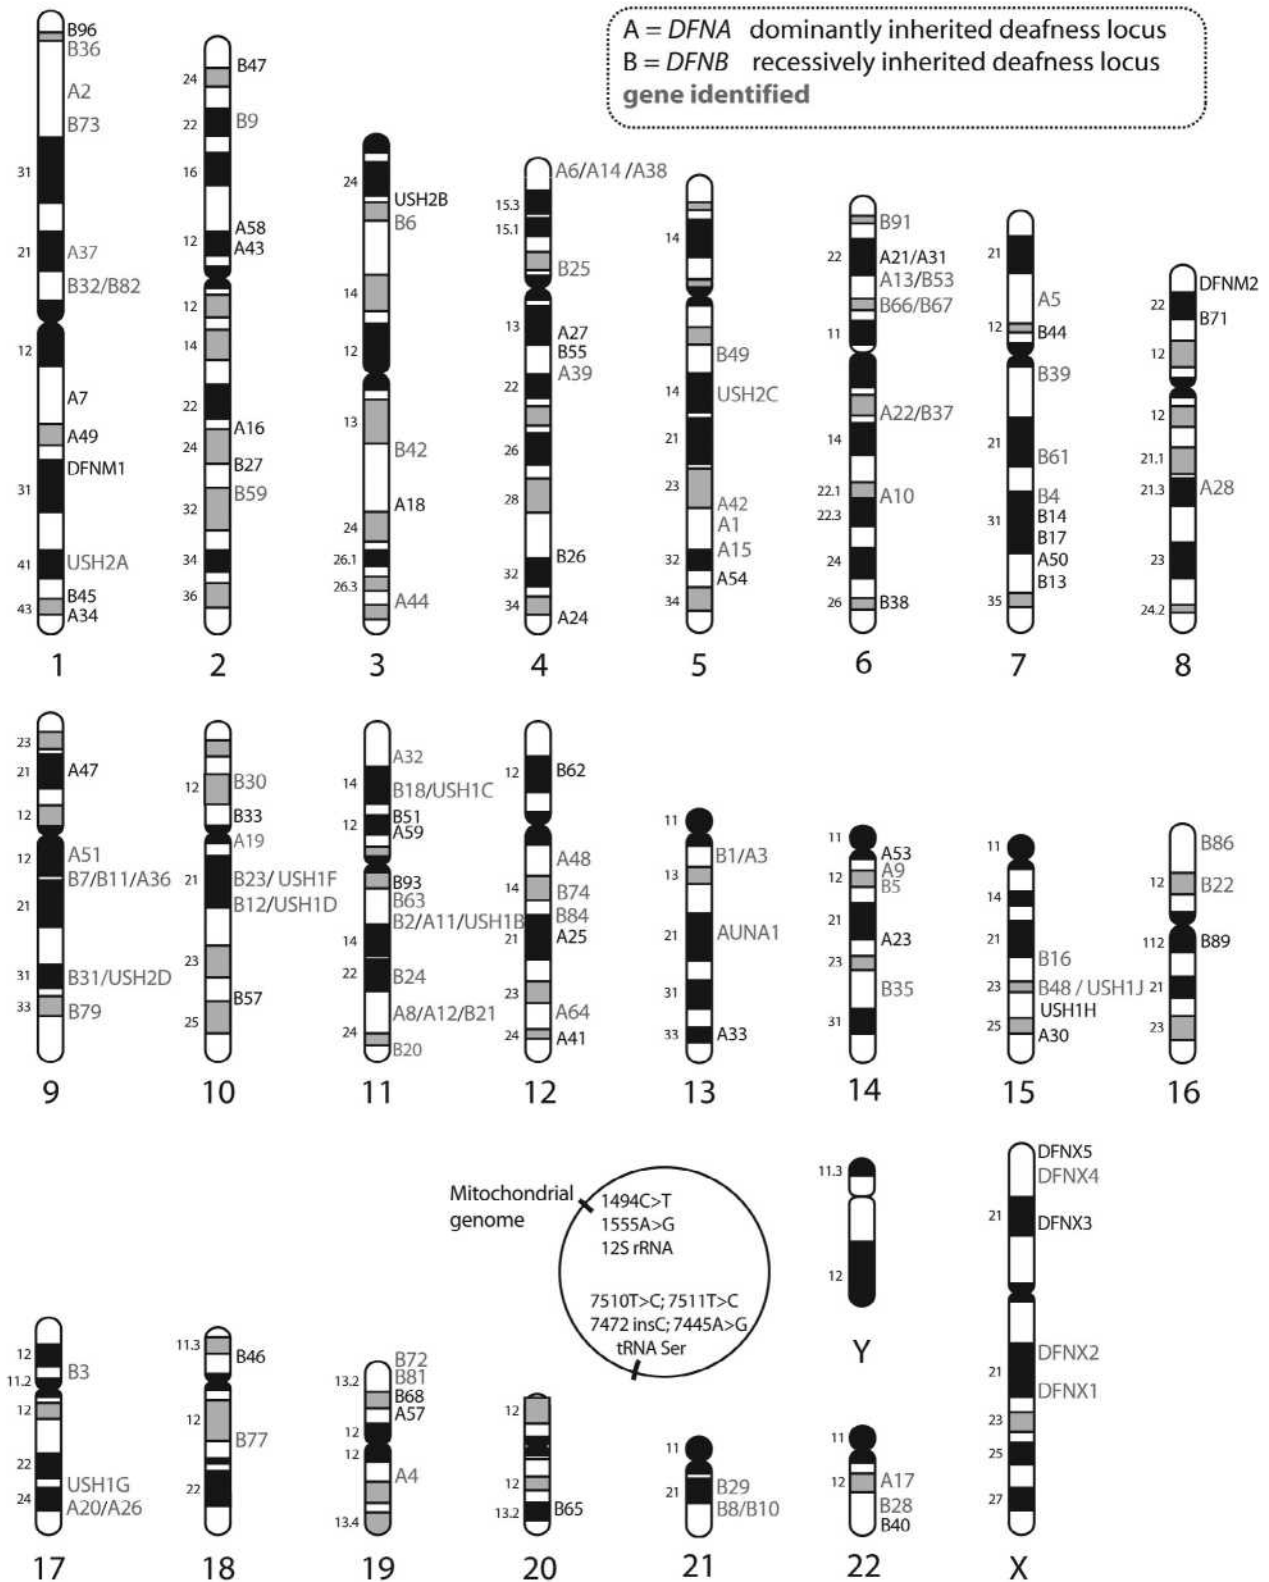 A = DFNA dominantly inherited deafness locus
B = DFNB recessively inherited deafness locus
gene identified
B96
B36
A2
B73
31
21
A37
B32/B82
12
A7
A49
DFNM1
31
41
USH2A
B45
43
A34
1
B47
24
22
B9
16
A58
12
A43
12
14
22
A16
24
B27
B59
32
34
36
2
24
USH2B
B6
14
12
13
B42
A18
24
26.1
26.3
A44
3
A6/A14 /A38
15.3
15.1
B25
13
A27
B55
A39
22
26
28
B26
32
34
A24
4
14
B49
14
USH2C
21
23
A42
A1
A15
32
A54
34
5
B91
22
A21/A31
A13/B53
B66/B67
11
A22/B37
14
22.1
A10
22.3
24
26
B38
6
21
A5
12
B44
B39
21
B61
B4
31
B14
B17
A50
B13
35
7
DFNM2
22
B71
12
12
21.1
21.3
A28
23
24.2
8
23
21
A47
12
12
A51
B7/B11/A36
21
31
B31/USH2D
33
B79
9
12
B30
B33
A19
21
B23/ USH1F
B12/USH1D
23
B57
25
10
A32
14
B18/USH1C
B51
12
A59
B93
B63
B2/A11/USH1B
14
22
B24
A8/A12/B21
24
B20
11
12
B62
A48
14
B74
B84
21
A25
23
A64
24
A41
12
11
B1/A3
13
21
AUNA1
31
33
A33
13
11
A53
A9
12
B5
21
A23
23
B35
31
14
11
14
21
B16
23
B48 / USH1J
USH1H
25
A30
15
B86
12
B22
112
B89
21
23
16
12
B3
11.2
12
22
USH1G
24
A20/A26
17
11.3
B46
12
B77
22
18
B72
13.2
B81
B68
A57
12
12
A4
13.4
19
Mitochondrial
genome
1494C>T
1555A>G
12S rRNA
7510T>C; 7511T>C
7472 insC; 7445A>G
tRNA Ser
12
12
13.2
B65
20
11
B29
21
B8/B10
21
11.3
12
Y
11
12
A17
B28
B40
22
DFNX5
DFNX4
21
DFNX3
DFNX2
21
DFNX1
23
25
27
X